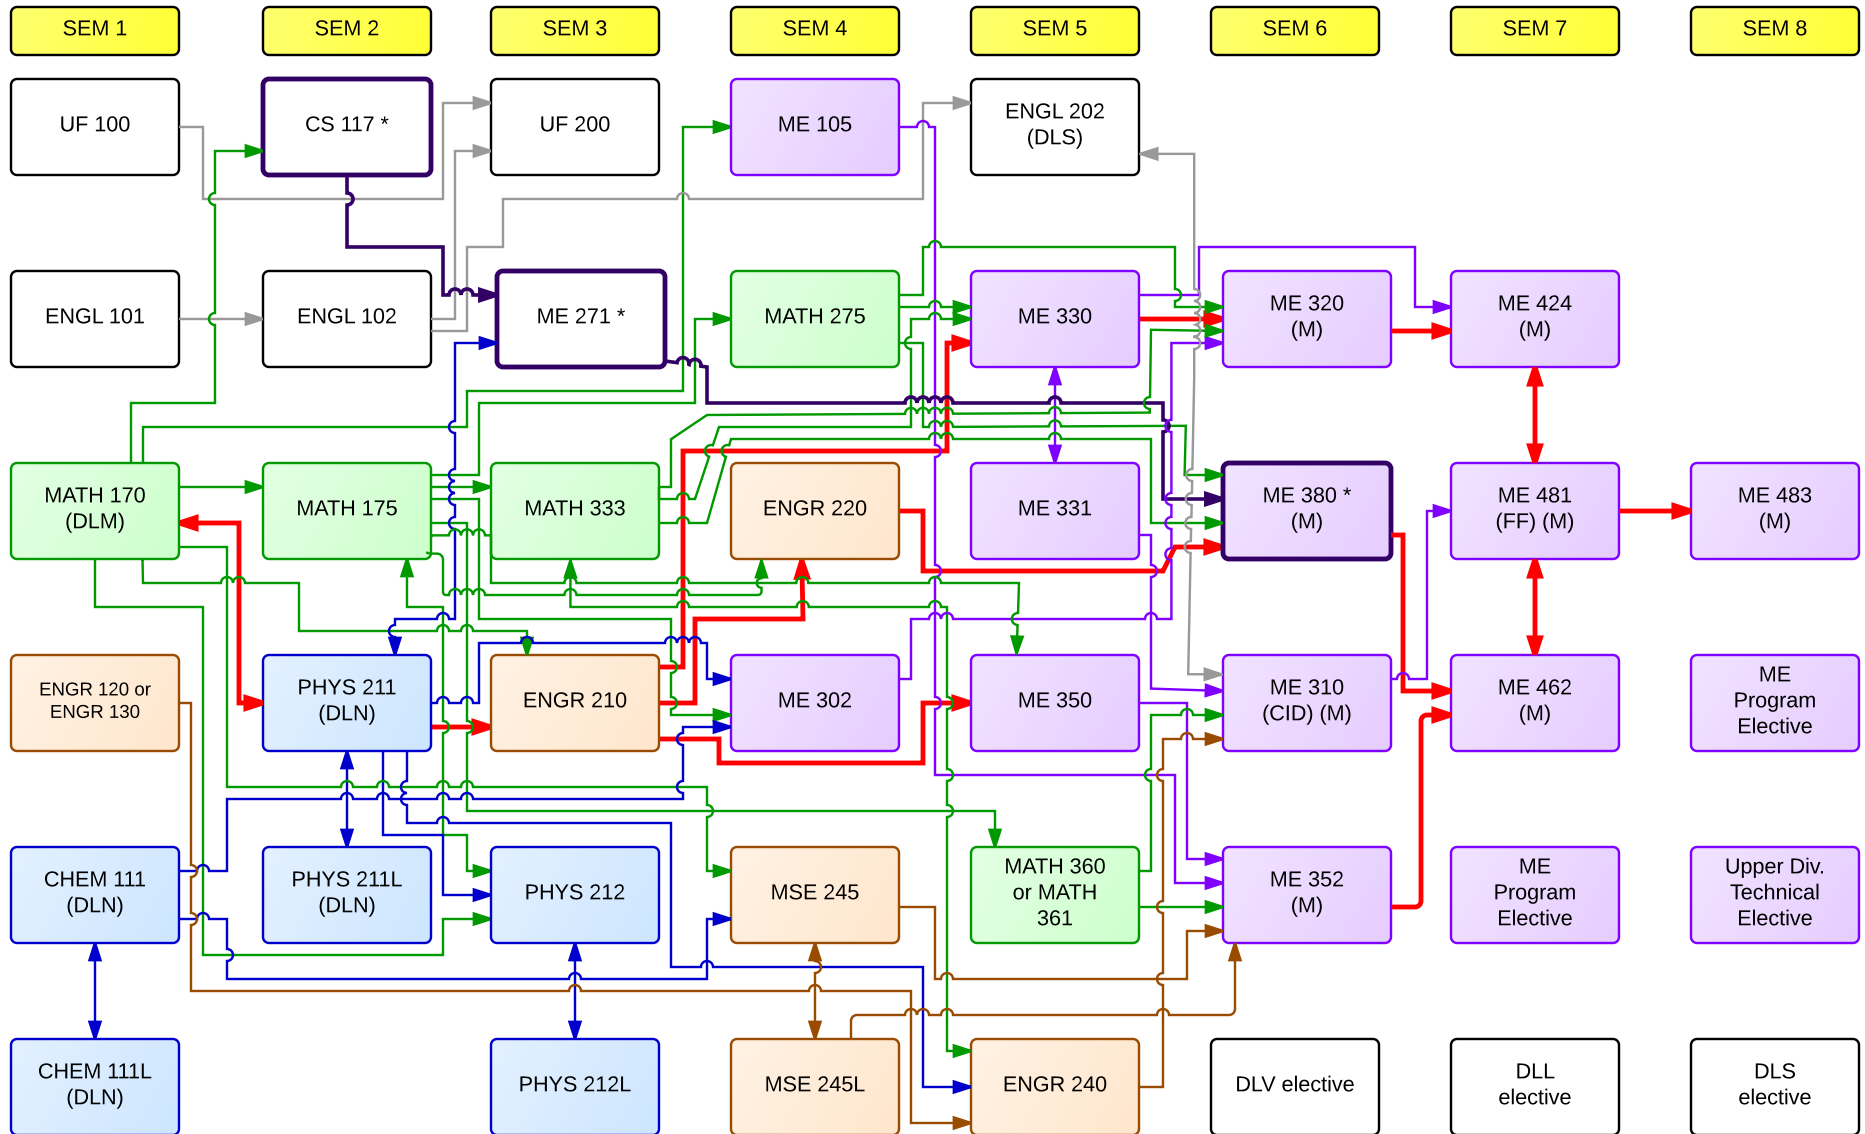 SEM 1
SEM 2
SEM 3
SEM 4
SEM 5
SEM 6
SEM 7
SEM 8
UF 100
CS 117 *
UF 200
ME 105
ENGL 202
(DLS)
ENGL 101
ENGL 102
ME 271 *
MATH 275
ME 330
ME 320
(M)
ME 424
(M)
MATH 170
(DLM)
MATH 175
MATH 333
ENGR 220
ME 331
ME 380 *
(M)
ME 481
(FF) (M)
ME 483
(M)
ENGR 120 or
ENGR 130
PHYS 211
(DLN)
ENGR 210
ME 302
ME 350
ME 310
(CID) (M)
ME 462
(M)
ME
Program
Elective
CHEM 111
(DLN)
PHYS 211L
(DLN)
PHYS 212
MSE 245
MATH 360
or MATH
361
ME 352
(M)
ME
Program
Elective
Upper Div.
Technical
Elective
CHEM 111L
(DLN)
PHYS 212L
MSE 245L
ENGR 240
DLV elective
DLL
elective
DLS
elective